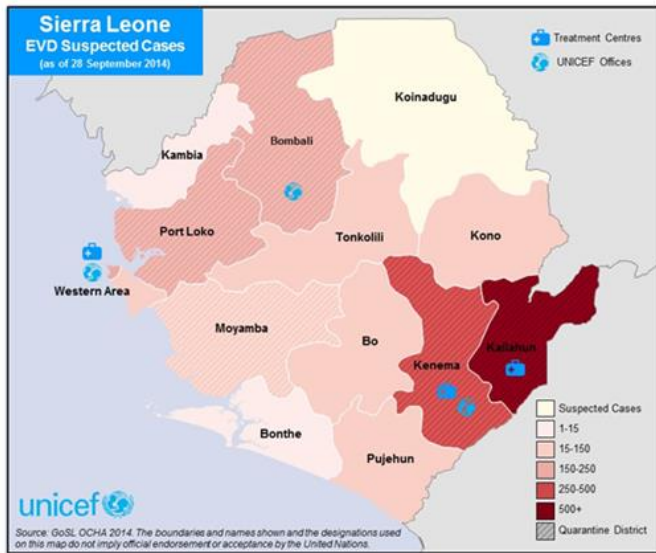 Sierra Leone
EVD Suspected Cases
(as of 28 September 2014)
Treatment Centres
UNICEF Offices
Koinadugu
Bombali
Kambia
Port Loko
Tonkolili
Kono
Western Area
Moyamba
Bo
Kenema
Kailahun
Bonthe
Pujehun
Suspected Cases
1-15
15-150
150-250
250-500
500+
Quarantine District
unicef
Source: GoSL OCHA 2014. The boundaries and names shown and the designations used
on this map do not imply official endorsement or acceptance by the United Nations.